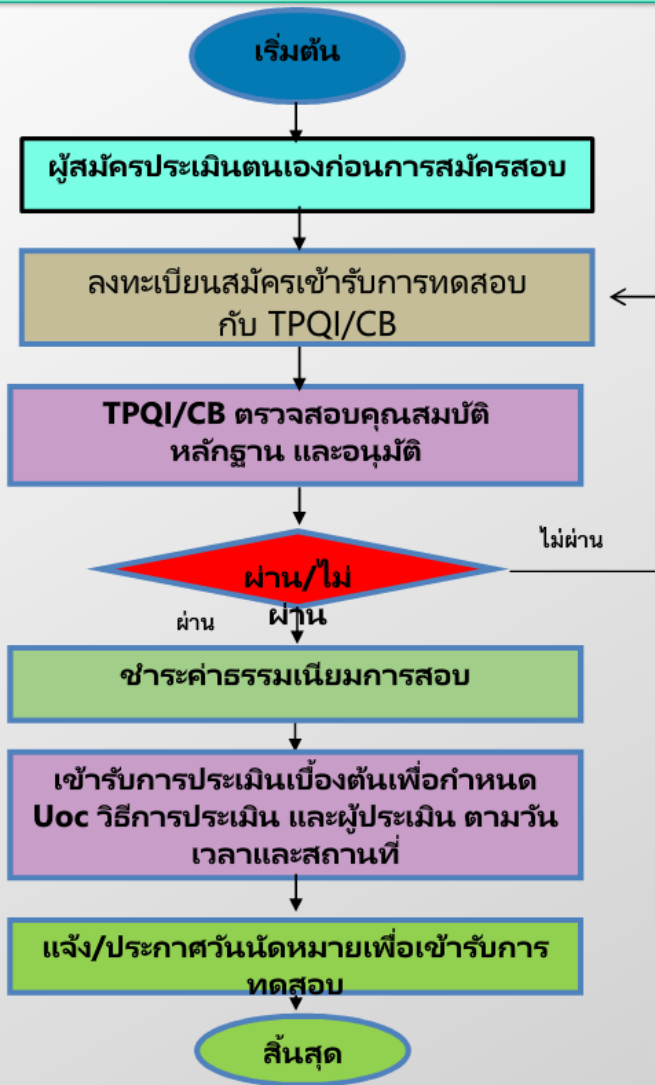 เริ่มต้น
ผู้สมัครประเมินตนเองก่อนการสมัครสอบ
ลงทะเบียนสมัครเข้ารับการทดสอบ
กับ TPQI/CB
TPQI/CB ตรวจสอบคุณสมบัติ
หลักฐาน และอนุมัติ
ไม่ผ่าน
ผ่าน/ไม่
ผ่าน
ผ่าน
ชำระค่าธรรมเนียมการสอบ
เข้ารับการประเมินเบื้องต้นเพื่อกำหนด
Uoc วิธีการประเมิน และผู้ประเมิน ตามวัน
เวลาและสถานที่
แจ้ง/ประกาศวันนัดหมายเพื่อเข้ารับการ
ทดสอบ
สิ้นสุด